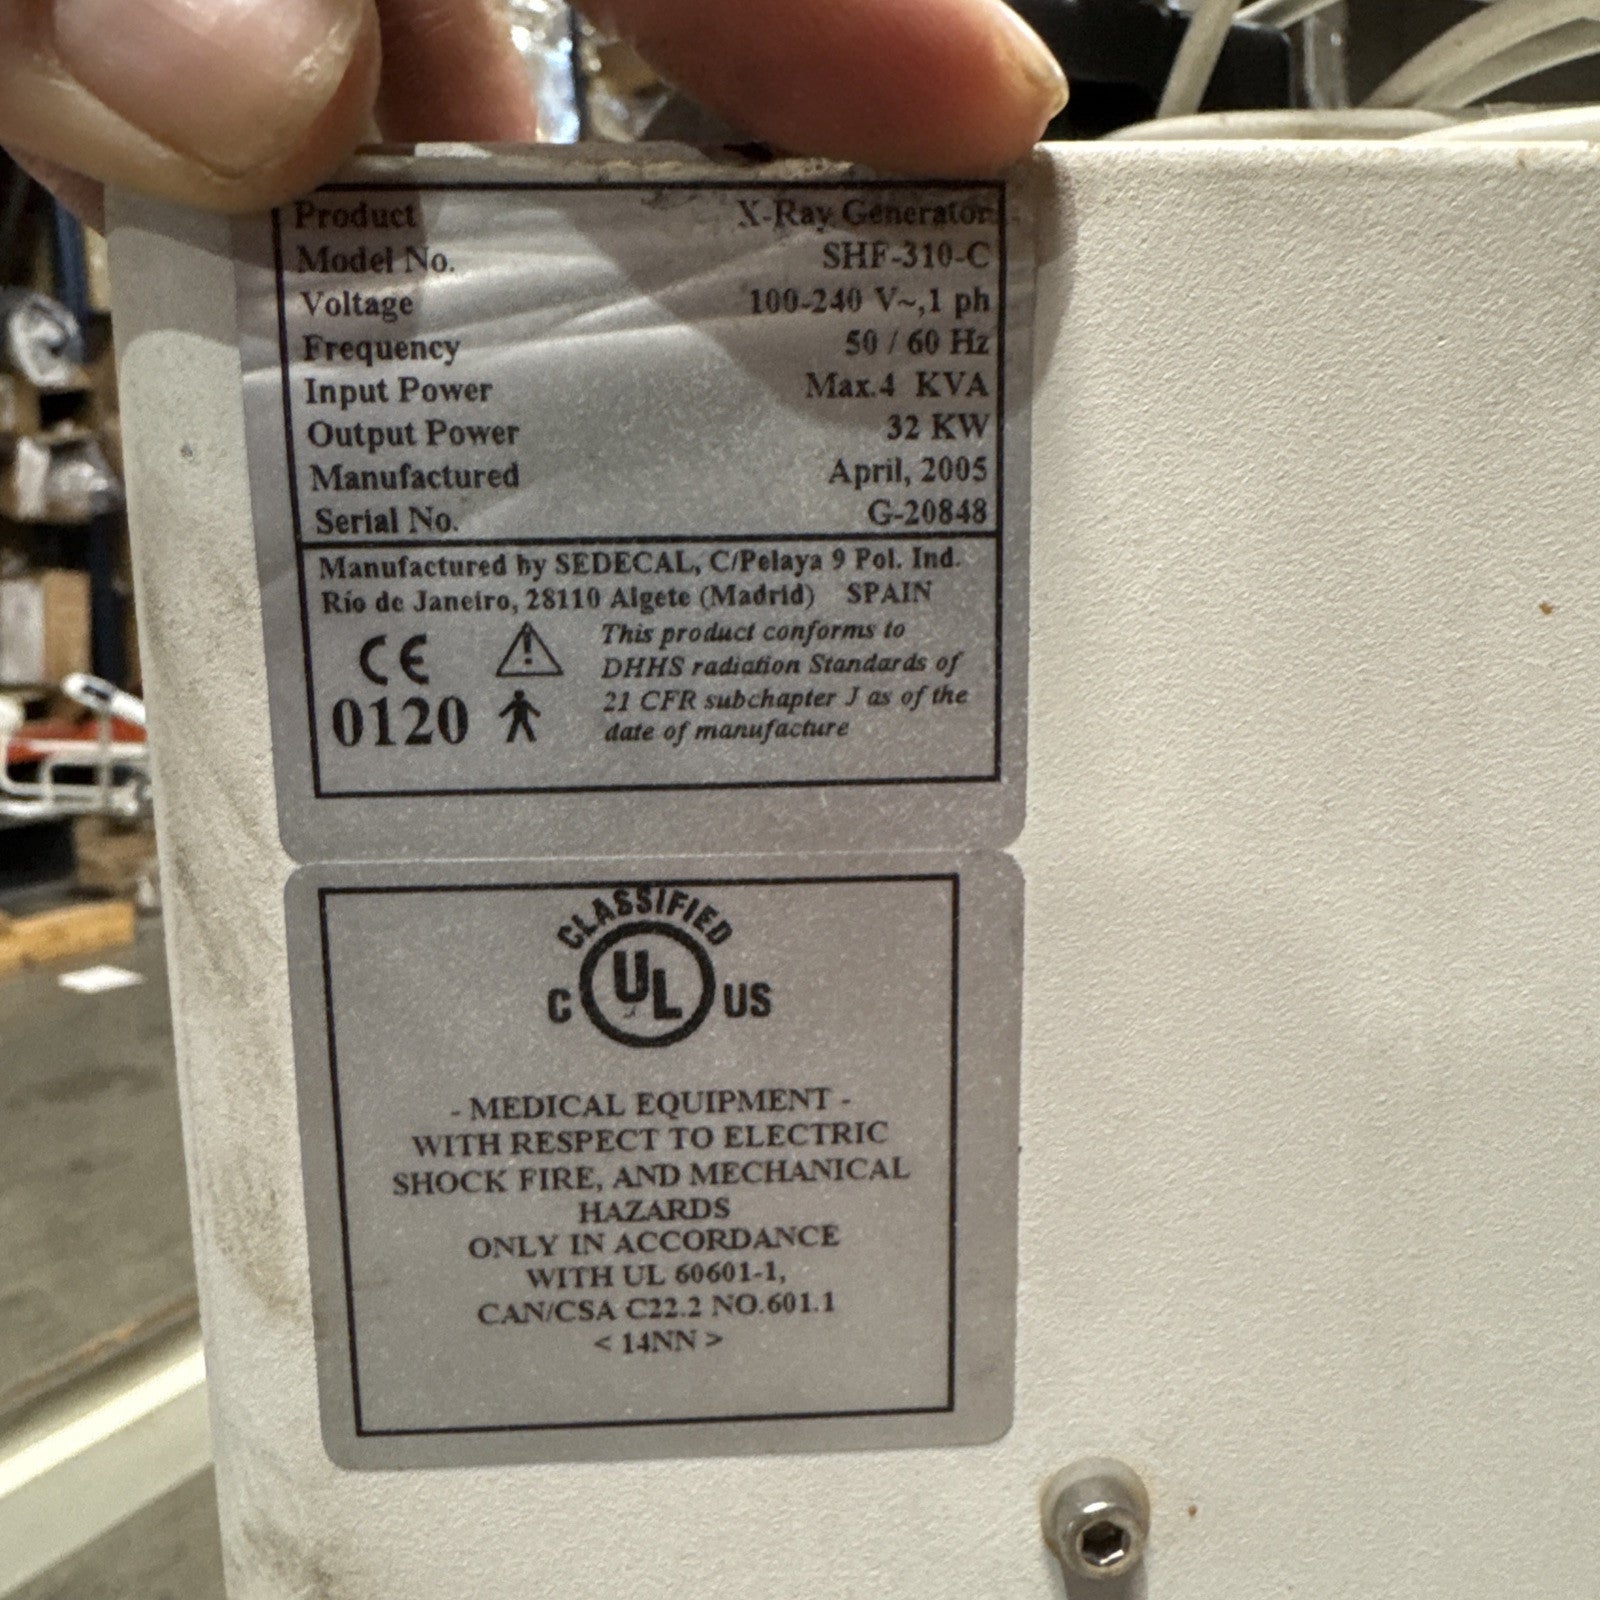 Product X-Ray Generator
Model No. SHF-310-C
Voltage 100-240 V~,1 ph
Frequency 50 / 60 Hz
Input Power Max.4 KVA
Output Power 32 KW
Manufactured April, 2005
Serial No. G-20848
Manufactured by SEDECAL, C/Pelaya 9 Pol. Ind.
Río de Janeiro, 28110 Algete (Madrid) SPAIN
This product conforms to
DHHS radiation Standards of
21 CFR subchapter J as of the
date of manufacture
CE
0120
CLASSIFIED
C UL US
- MEDICAL EQUIPMENT -
WITH RESPECT TO ELECTRIC
SHOCK FIRE, AND MECHANICAL
HAZARDS
ONLY IN ACCORDANCE
WITH UL 60601-1,
CAN/CSA C22.2 NO.601.1
< 14NN >